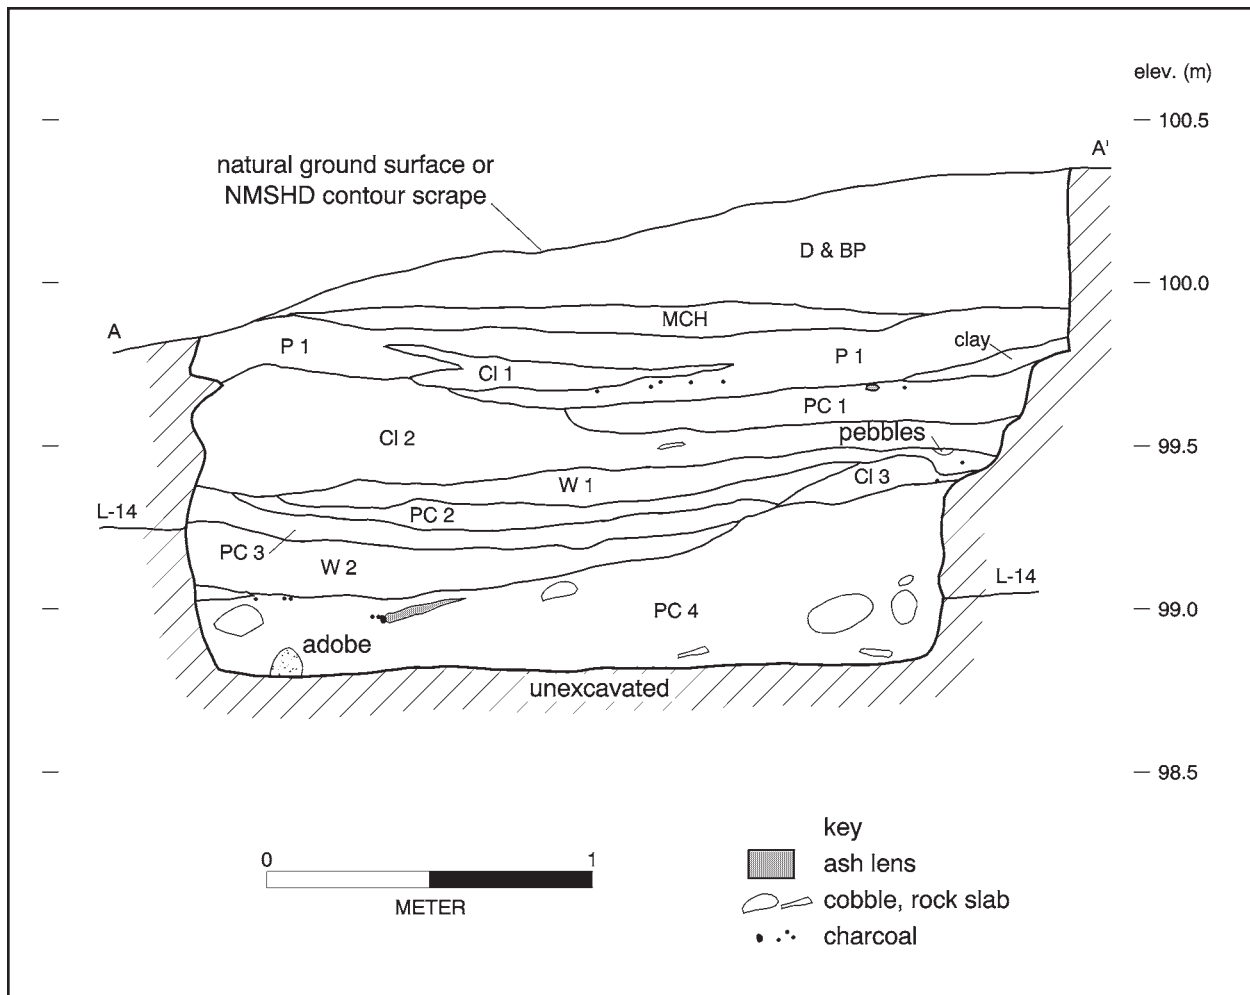 elev. (m)
100.5
A'
natural ground surface or
NMSHD contour scrape
D & BP
100.0
A
MCH
P 1
P 1
clay
Cl 1
PC 1
Cl 2
pebbles
99.5
Cl 3
W 1
L-14
PC 2
PC 3
W 2
L-14
PC 4
99.0
adobe
unexcavated
98.5
key
0
1
METER
ash lens
cobble, rock slab
charcoal